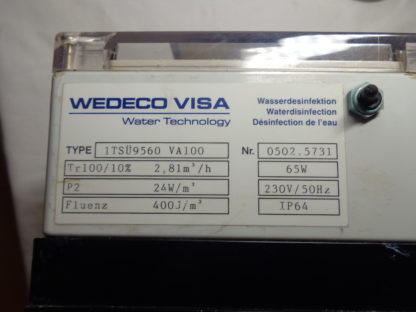 WEDECO VISA
Water Technology
Wasserdesinfektion
Waterdisinfection
Désinfection de l'eau
TYPE 1TSÜ9560 VA100 Nr. 0502.5731
Tr100/10% 2,81m³/h 65W
P2 24W/m³ 230V/50Hz
Fluenz 400J/m² IP64